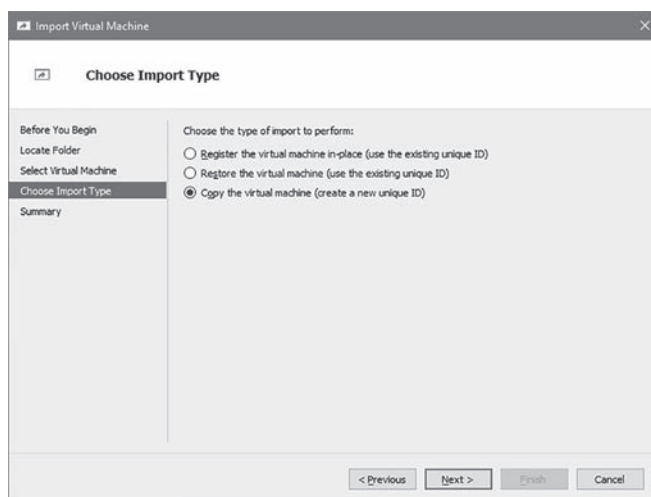 Import Virtual Machine
Choose Import Type
Before You Begin
Locate Folder
Select Virtual Machine
Choose Import Type
Summary
Choose the type of import to perform:
Register the virtual machine in-place (use the existing unique ID)
Restore the virtual machine (use the existing unique ID)
Copy the virtual machine (create a new unique ID)
< Previous
Next >
Finish
Cancel